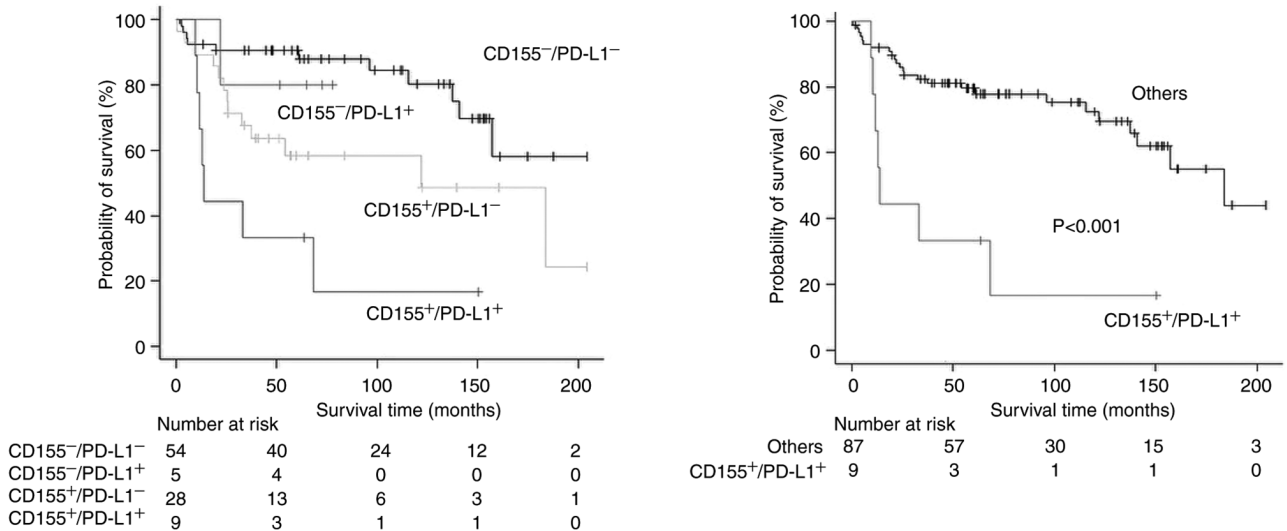 100
80
60
40
20
0
Probability of survival (%)
CD155⁻/PD-L1⁻
CD155⁻/PD-L1⁺
CD155⁺/PD-L1⁻
CD155⁺/PD-L1⁺
0 50 100 150 200
Survival time (months)
Number at risk
CD155⁻/PD-L1⁻ 54 40 24 12 2
CD155⁻/PD-L1⁺ 5 4 0 0 0
CD155⁺/PD-L1⁻ 28 13 6 3 1
CD155⁺/PD-L1⁺ 9 3 1 1 0
100
80
60
40
20
0
Probability of survival (%)
Others
P<0.001
CD155⁺/PD-L1⁺
0 50 100 150 200
Survival time (months)
Number at risk
Others 87 57 30 15 3
CD155⁺/PD-L1⁺ 9 3 1 1 0